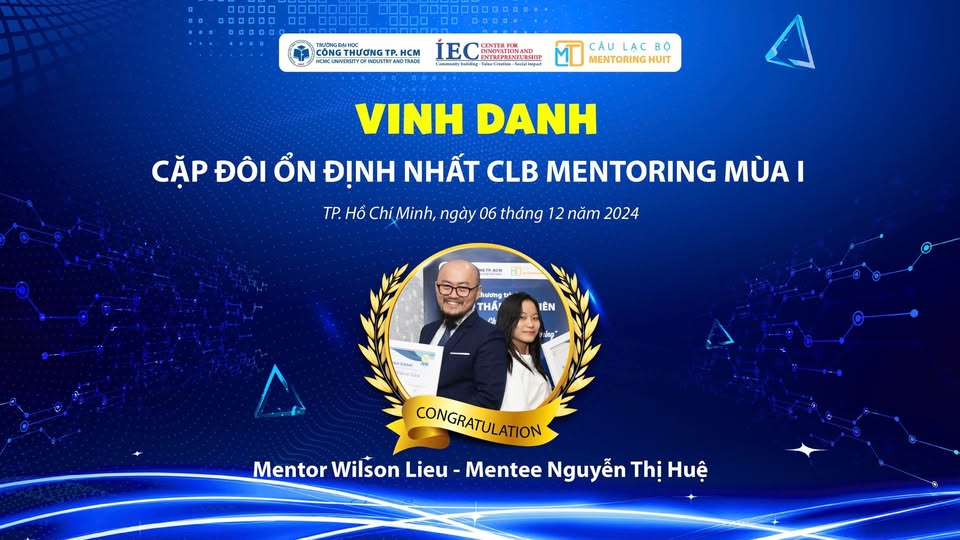 TRƯỜNG ĐẠI HỌC
CÔNG THƯƠNG TP. HCM
HCMC UNIVERSITY OF INDUSTRY AND TRADE
IEC
CENTER FOR
INNOVATION AND
ENTREPRENEURSHIP
Community building - Value Creation - Social impact
MT
CÂU LẠC BỘ
MENTORING HUIT
VINH DANH
CẶP ĐÔI ỔN ĐỊNH NHẤT CLB MENTORING MÙA I
TP. Hồ Chí Minh, ngày 06 tháng 12 năm 2024
CONGRATULATION
Mentor Wilson Lieu - Mentee Nguyễn Thị Huệ